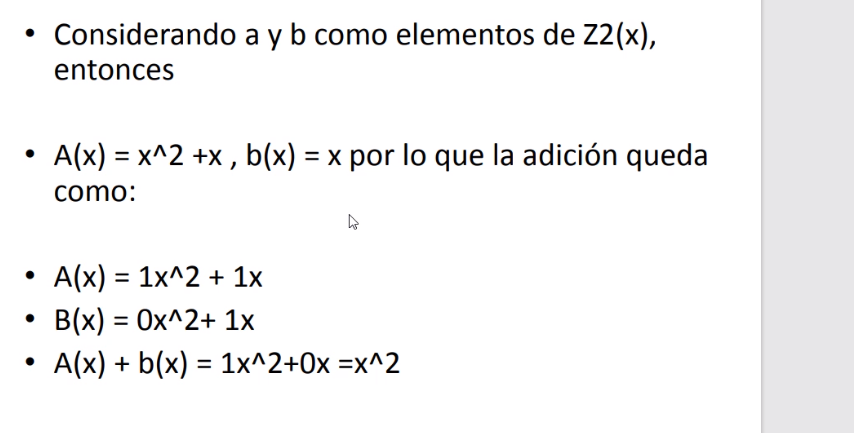 • Considerando a y b como elementos de Z2(x),
entonces
• A(x) = x^2 +x , b(x) = x por lo que la adición queda
como:
• A(x) = 1x^2 + 1x
• B(x) = 0x^2+ 1x
• A(x) + b(x) = 1x^2+0x =x^2